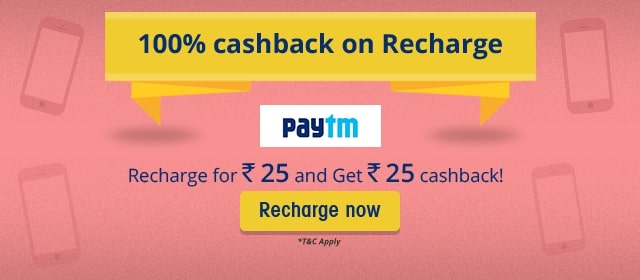 100% cashback on Recharge
paytm
Recharge for ₹ 25 and Get ₹ 25 cashback!
Recharge now
*T&C Apply